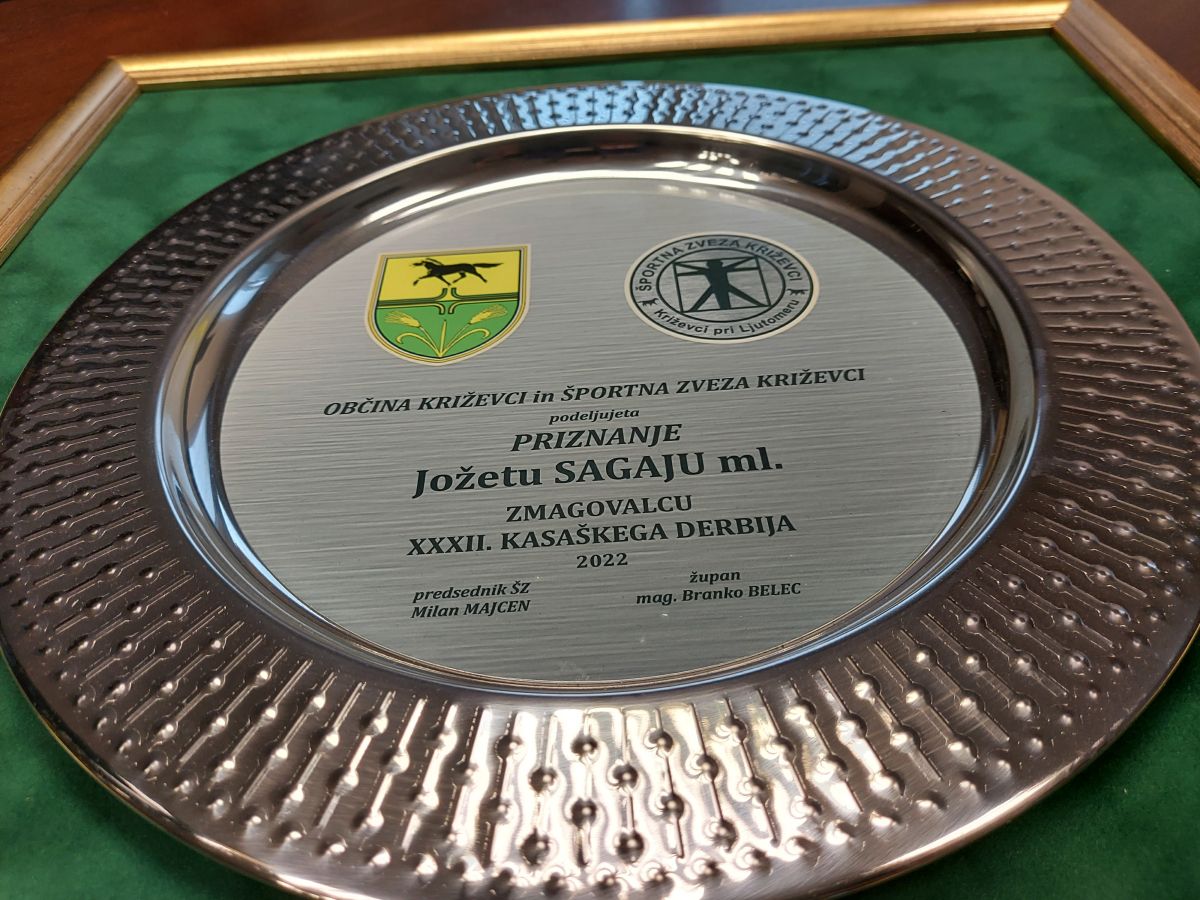 ŠPORTNA ZVEZA KRIŽEVCI
Križevci pri Ljutomeru
OBČINA KRIŽEVCI in ŠPORTNA ZVEZA KRIŽEVCI
podeljujeta
PRIZNANJE
Jožetu SAGAJU ml.
ZMAGOVALCU
XXXII. KASAŠKEGA DERBIJA
2022
predsednik ŠZ
Milan MAJCEN
župan
mag. Branko BELEC